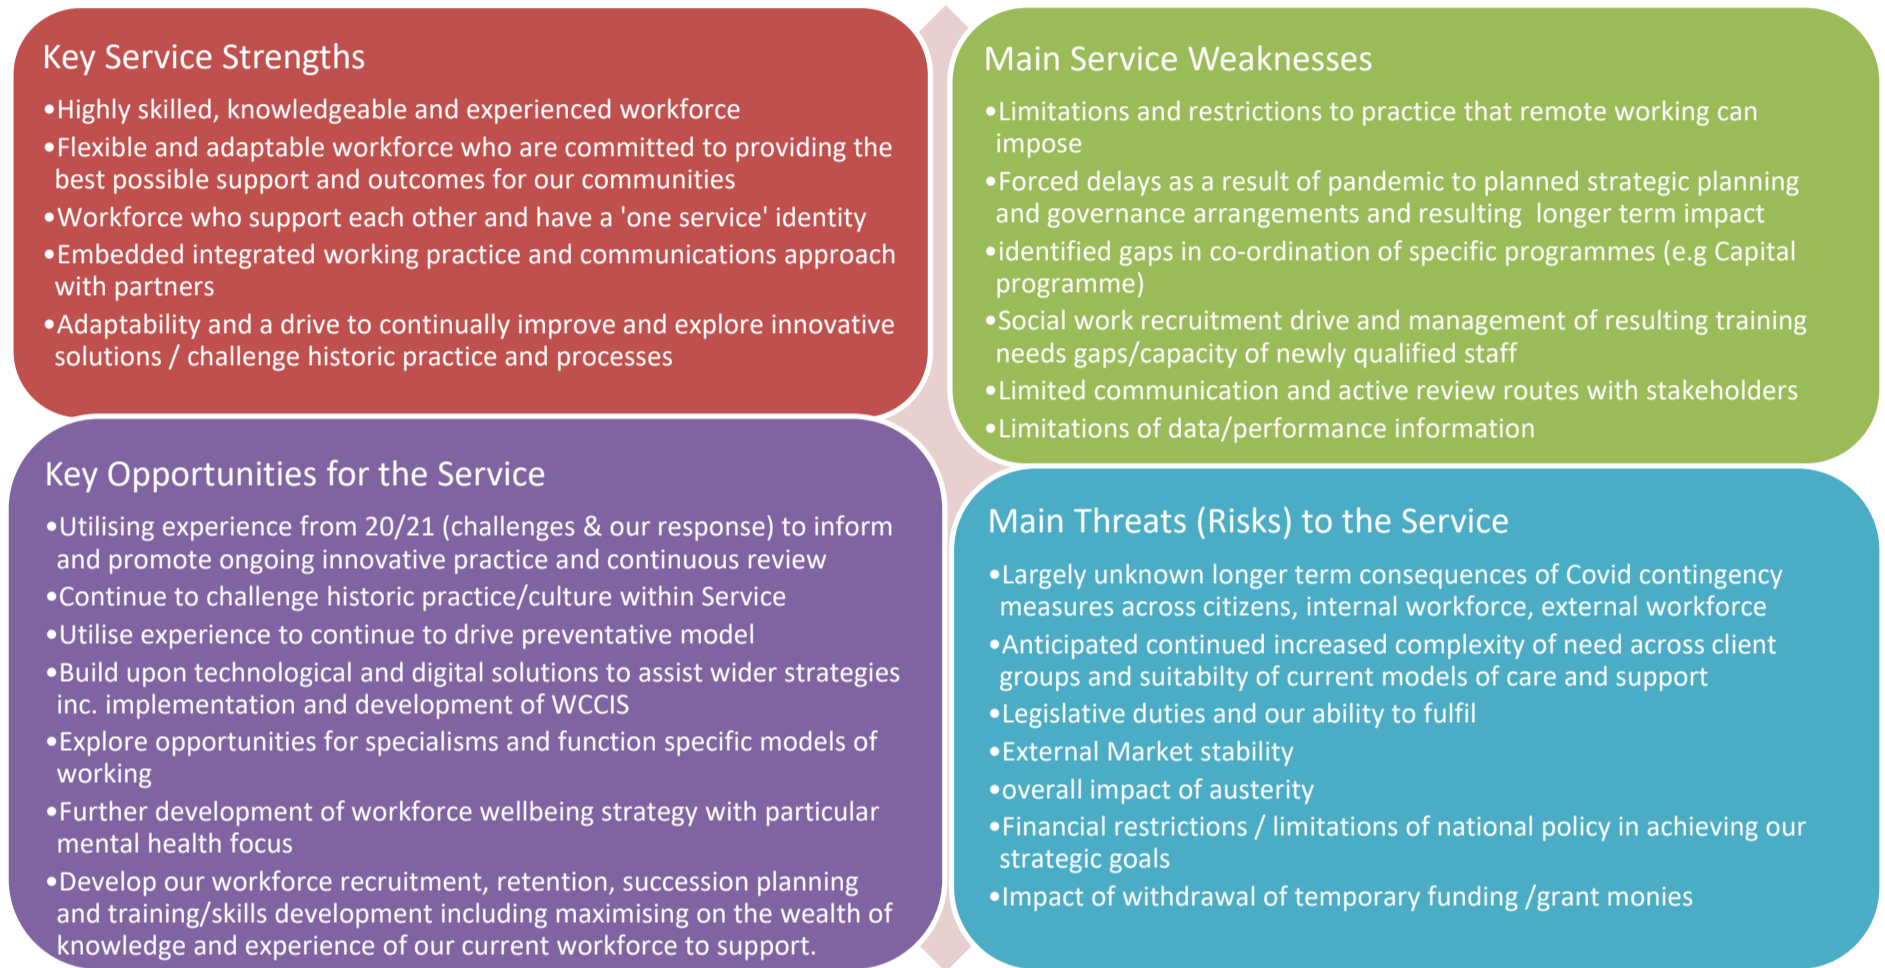 Key Service Strengths
•Highly skilled, knowledgeable and experienced workforce
•Flexible and adaptable workforce who are committed to providing the
best possible support and outcomes for our communities
•Workforce who support each other and have a 'one service' identity
•Embedded integrated working practice and communications approach
with partners
•Adaptability and a drive to continually improve and explore innovative
solutions / challenge historic practice and processes
Main Service Weaknesses
•Limitations and restrictions to practice that remote working can
impose
•Forced delays as a result of pandemic to planned strategic planning
and governance arrangements and resulting  longer term impact
•identified gaps in co-ordination of specific programmes (e.g Capital
programme)
•Social work recruitment drive and management of resulting training
needs gaps/capacity of newly qualified staff
•Limited communication and active review routes with stakeholders
•Limitations of data/performance information
Key Opportunities for the Service
•Utilising experience from 20/21 (challenges & our response) to inform
and promote ongoing innovative practice and continuous review
•Continue to challenge historic practice/culture within Service
•Utilise experience to continue to drive preventative model
•Build upon technological and digital solutions to assist wider strategies
inc. implementation and development of WCCIS
•Explore opportunities for specialisms and function specific models of
working
•Further development of workforce wellbeing strategy with particular
mental health focus
•Develop our workforce recruitment, retention, succession planning
and training/skills development including maximising on the wealth of
knowledge and experience of our current workforce to support.
Main Threats (Risks) to the Service
•Largely unknown longer term consequences of Covid contingency
measures across citizens, internal workforce, external workforce
•Anticipated continued increased complexity of need across client
groups and suitabilty of current models of care and support
•Legislative duties and our ability to fulfil
•External Market stability
•overall impact of austerity
•Financial restrictions / limitations of national policy in achieving our
strategic goals
•Impact of withdrawal of temporary funding /grant monies